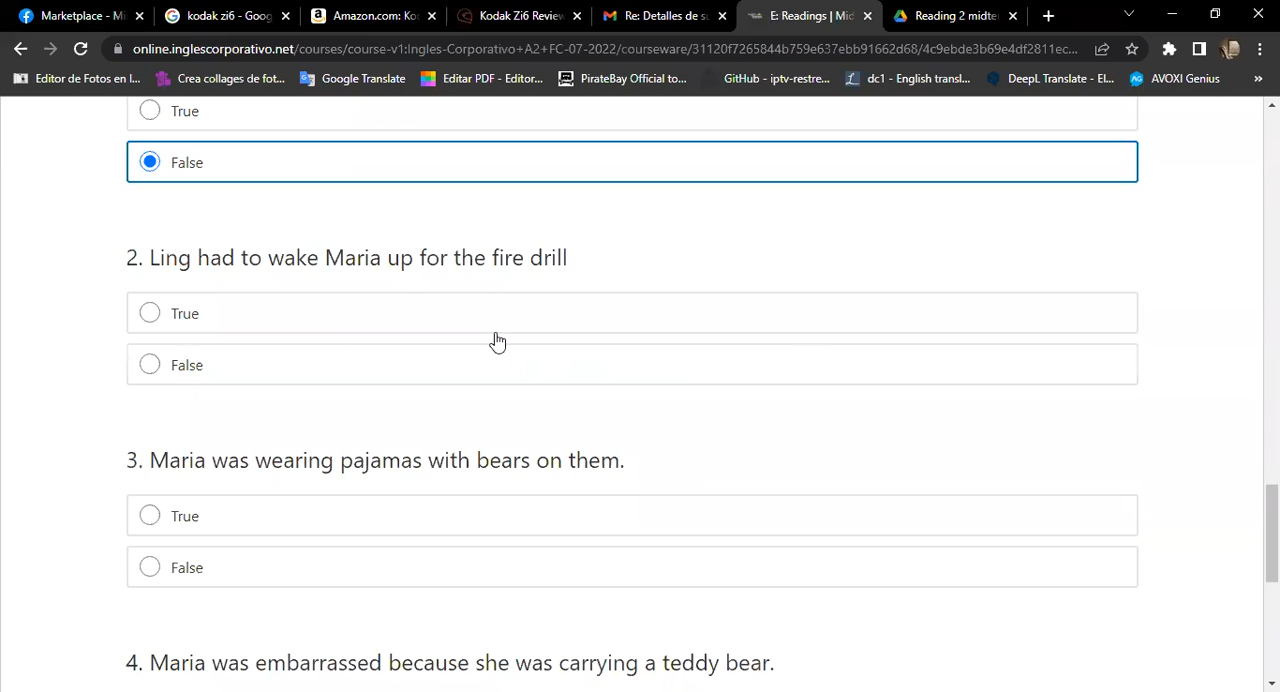 Marketplace - Mi
kodak zi6 - Goog
Amazon.com: Ko
Kodak Zi6 Review
Re: Detalles de su
E: Readings | Mid
Reading 2 midte
online.inglescorporativo.net/courses/course-v1:Ingles-Corporativo+A2+FC-07-2022/courseware/31120f7265844b759e637ebb91662d68/4c9ebde3b69e4df2811ec...
Editor de Fotos en l...
Crea collages de fot...
Google Translate
Editar PDF - Editor...
PirateBay Official to...
GitHub - iptv-restre...
dc1 - English transl...
DeepL Translate - El...
AVOXI Genius
»
True
False
2. Ling had to wake Maria up for the fire drill
True
False
3. Maria was wearing pajamas with bears on them.
True
False
4. Maria was embarrassed because she was carrying a teddy bear.